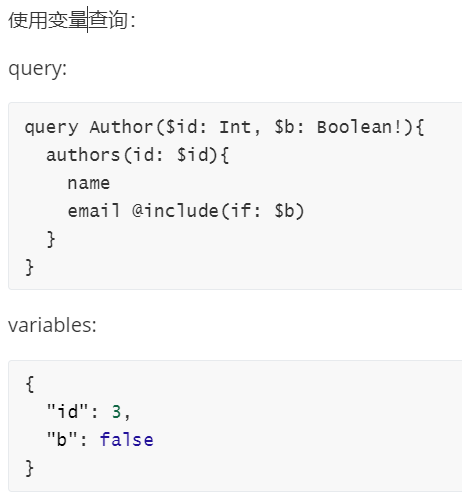 使用变量查询:
query:
query Author($id: Int, $b: Boolean!){
  authors(id: $id){
    name
    email @include(if: $b)
  }
}
variables:
{
  "id": 3,
  "b": false
}